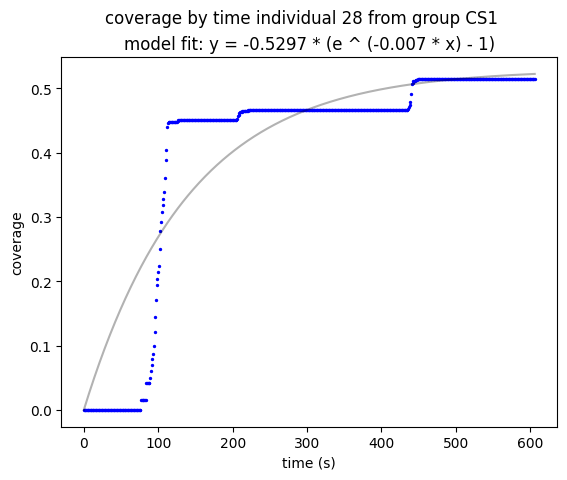 coverage by time individual 28 from group CS1
model fit: y = -0.5297 * (e ^ (-0.007 * x) - 1)
0.5
0.4
0.3
0.2
0.1
0.0
coverage
0 100 200 300 400 500 600
time (s)